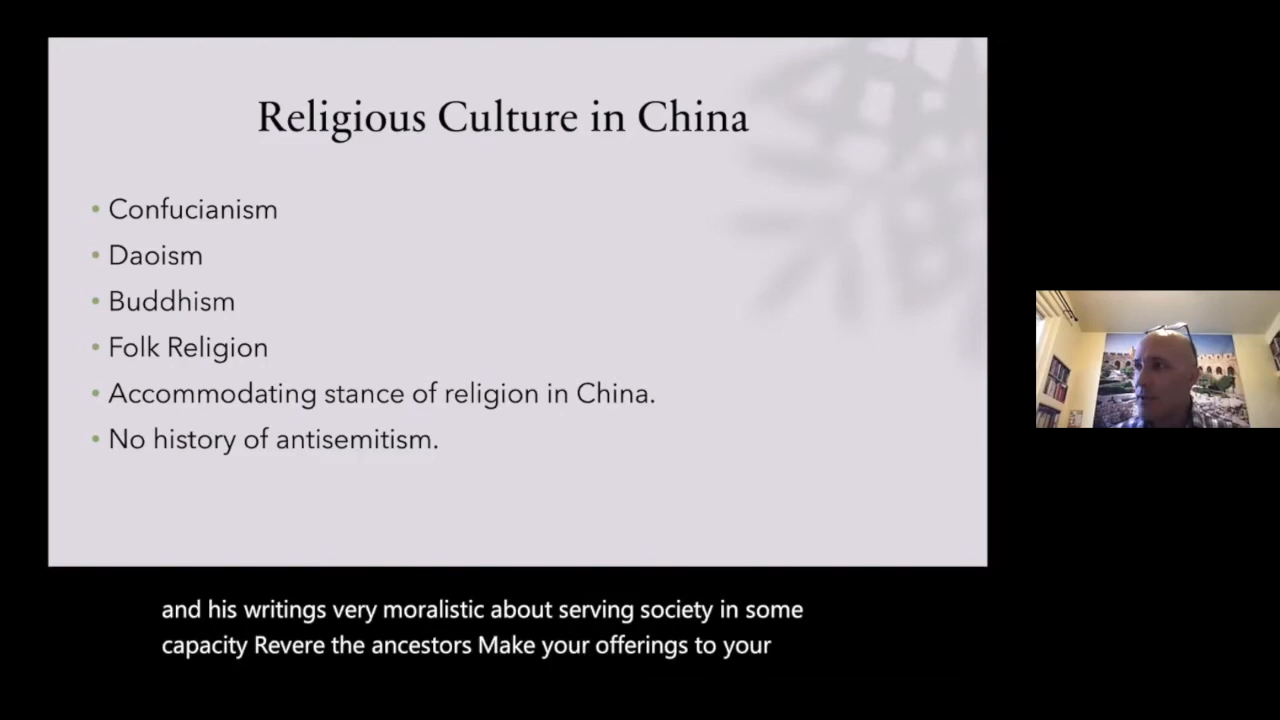 Religious Culture in China
• Confucianism
• Daoism
• Buddhism
• Folk Religion
• Accommodating stance of religion in China.
• No history of antisemitism.
and his writings very moralistic about serving society in some
capacity Revere the ancestors Make your offerings to your